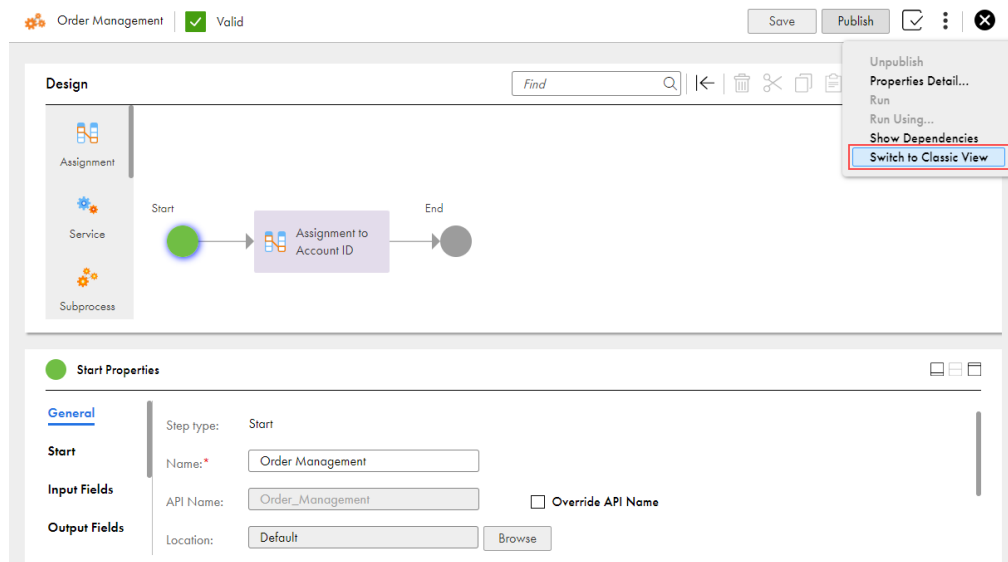 Order Management
Valid
Save
Publish
Unpublish
Properties Detail...
Run
Run Using...
Show Dependencies
Switch to Classic View
Design
Find
Assignment
Service
Subprocess
Start
Assignment to
Account ID
End
Start Properties
General
Start
Input Fields
Output Fields
Step type: Start
Name:* Order Management
API Name: Order_Management Override API Name
Location: Default Browse